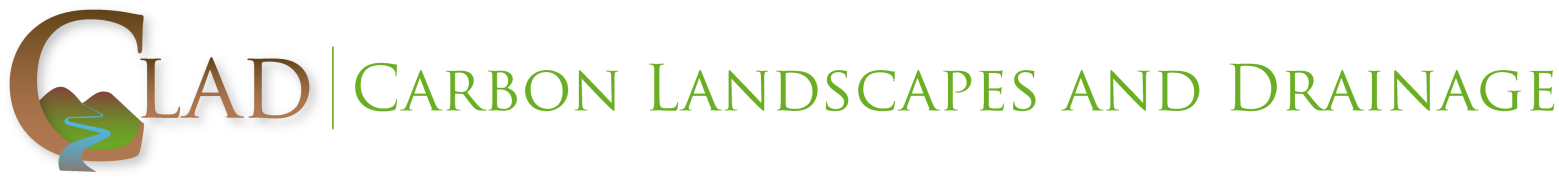 CLAD | CARBON LANDSCAPES AND DRAINAGE